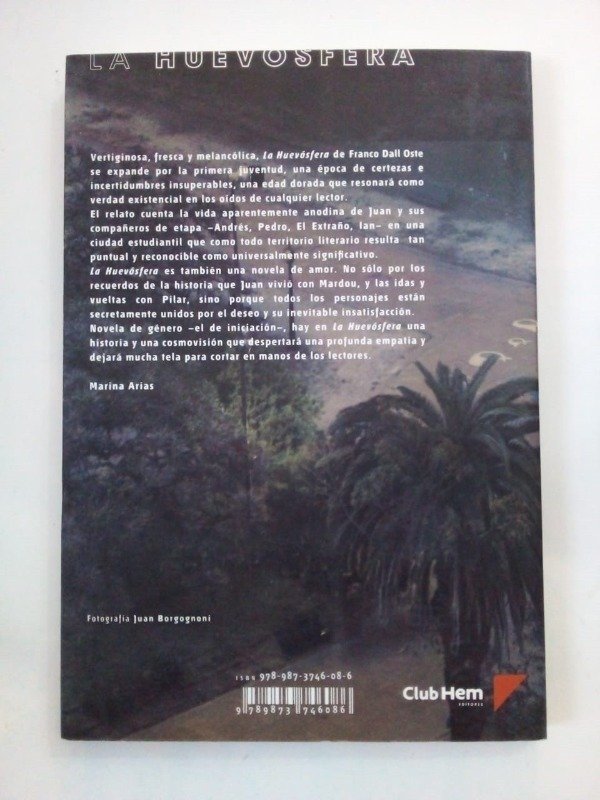 LA HUEVÓSFERA
Vertiginosa, fresca y melancólica, La Huevósfera de Franco Dall Oste
se expande por la primera juventud, una época de certezas e
incertidumbres insuperables, una edad dorada que resonará como
verdad existencial en los oídos de cualquier lector.
El relato cuenta la vida aparentemente anodina de Juan y sus
compañeros de etapa –Andrés, Pedro, El Extraño, Ian– en una
ciudad estudiantil que como todo territorio literario resulta tan
puntual y reconocible como universalmente significativo.
La Huevósfera es también una novela de amor. No sólo por los
recuerdos de la historia que Juan vivió con Mardou, y las idas y
vueltas con Pilar, sino porque todos los personajes están
secretamente unidos por el deseo y su inevitable insatisfacción.
Novela de género –el de iniciación–, hay en La Huevósfera una
historia y una cosmovisión que despertará una profunda empatía y
dejará mucha tela para cortar en manos de los lectores.
Marina Arias
Fotografía Juan Borgognoni
ISBN 978-987-3746-08-6
9 789873 746086
Club Hem
EDITORES